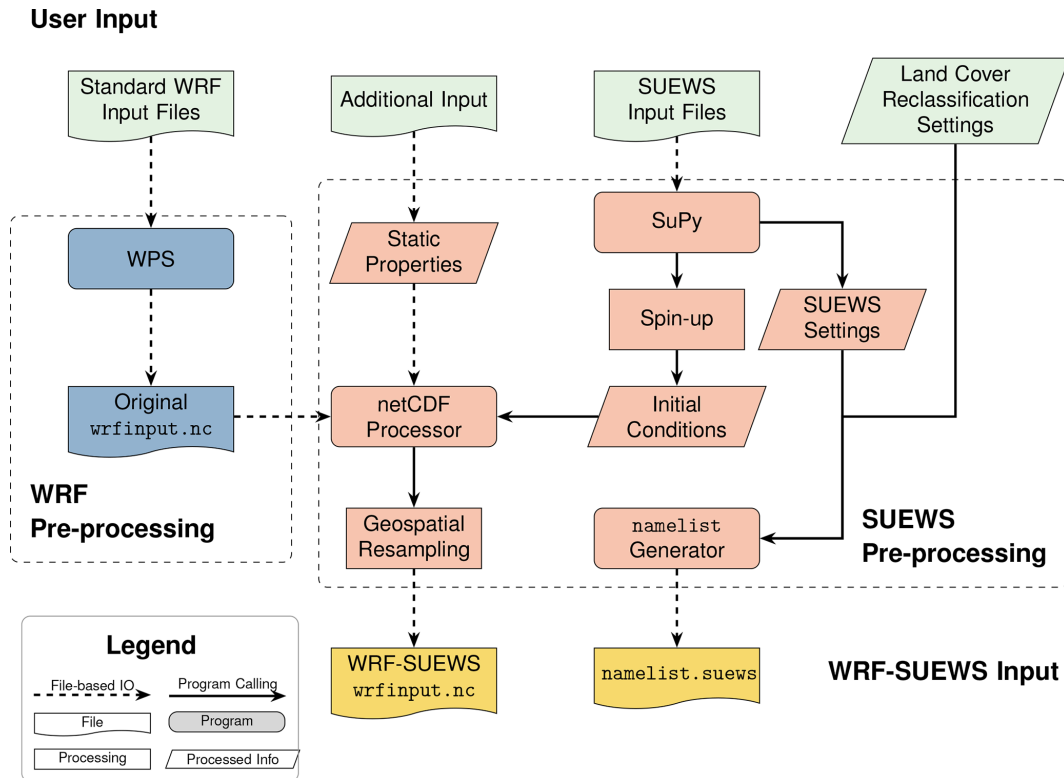 User Input
Standard WRF
Input Files
Additional Input
SUEWS
Input Files
Land Cover
Reclassification
Settings
WPS
Static
Properties
SuPy
Spin-up
SUEWS
Settings
Original
wrfinput.nc
netCDF
Processor
Initial
Conditions
WRF
Pre-processing
Geospatial
Resampling
namelist
Generator
SUEWS
Pre-processing
Legend
File-based IO
Program Calling
File
Program
Processing
Processed Info
WRF-SUEWS
wrfinput.nc
namelist.suews
WRF-SUEWS Input